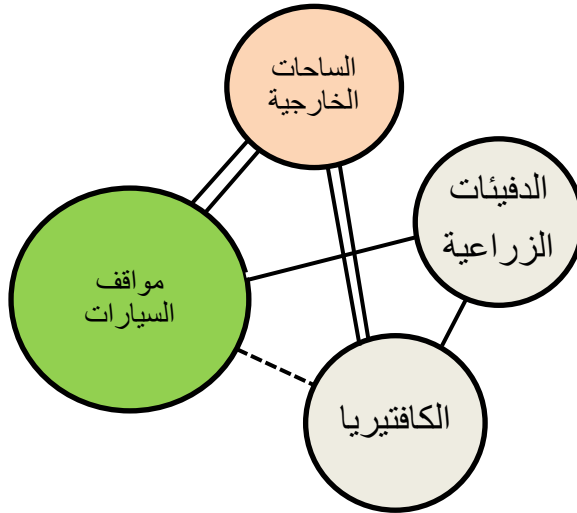 الساحات
الخارجية
الدفيئات
الزراعية
مواقف
السيارات
الكافتيريا